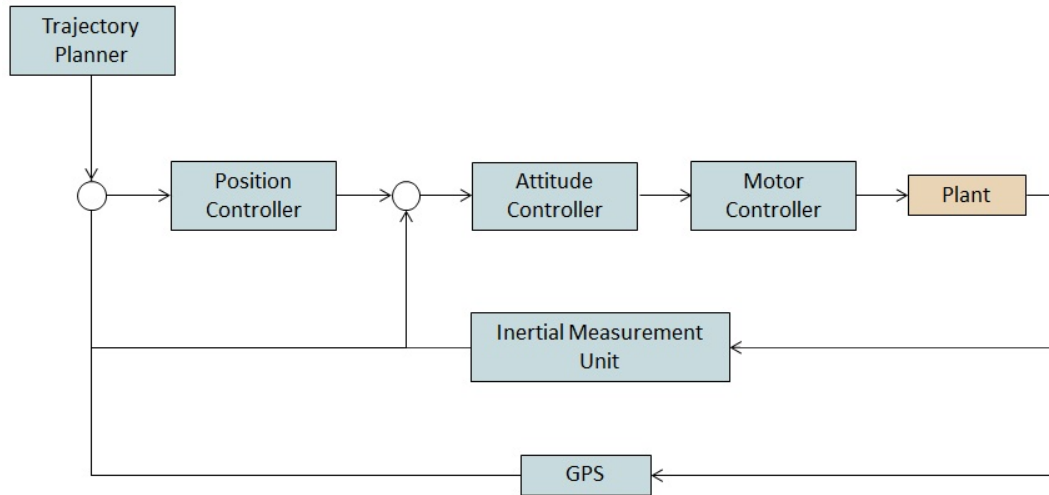 Trajectory
Planner
Position
Controller
Attitude
Controller
Motor
Controller
Plant
Inertial Measurement
Unit
GPS